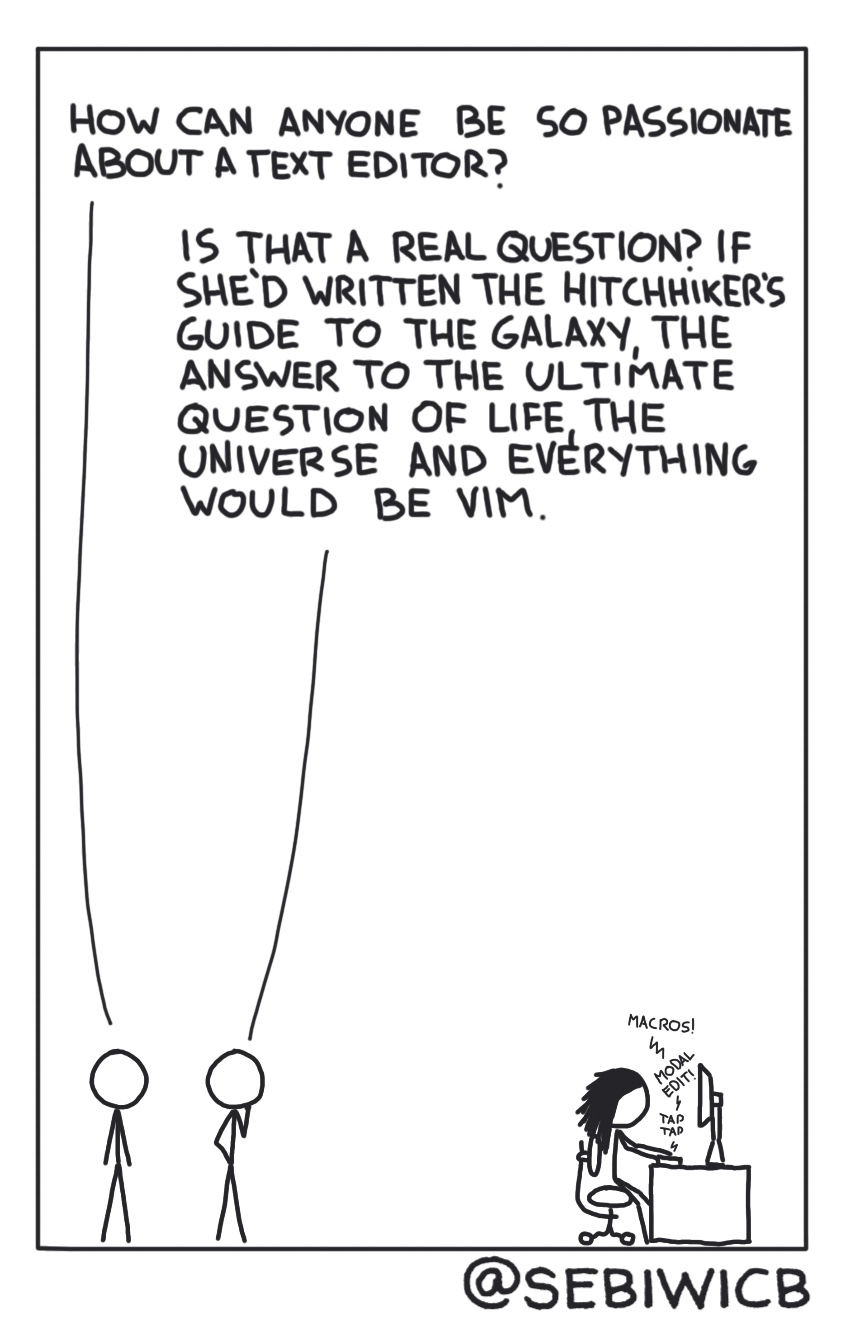 HOW CAN ANYONE BE SO PASSIONATE
ABOUT A TEXT EDITOR?
IS THAT A REAL QUESTION? IF
SHE'D WRITTEN THE HITCHHIKER'S
GUIDE TO THE GALAXY, THE
ANSWER TO THE ULTIMATE
QUESTION OF LIFE, THE
UNIVERSE AND EVERYTHING
WOULD BE VIM.
MACROS!
MODAL
EDIT!
TAP
TAP
@SEBIWICB